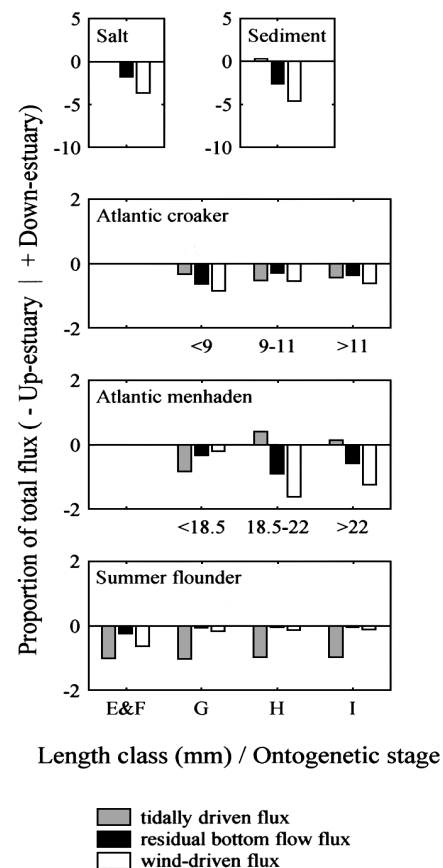 Proportion of total flux ( - Up-estuary | + Down-estuary)
Salt
5
0
-5
-10
Sediment
5
0
-5
-10
Atlantic croaker
2
0
-2
<9 9-11 >11
Atlantic menhaden
2
0
-2
<18.5 18.5-22 >22
Summer flounder
2
0
-2
E&F G H I
Length class (mm) / Ontogenetic stage
tidally driven flux
residual bottom flow flux
wind-driven flux